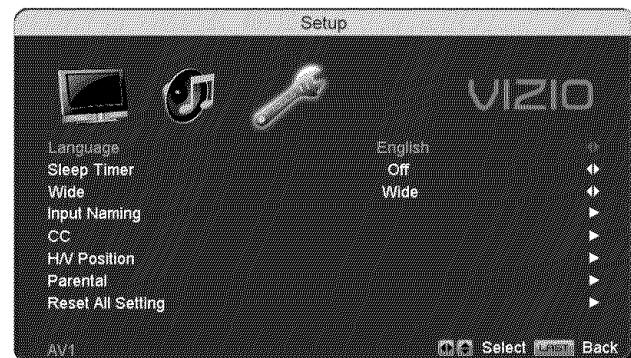 Setup
VIZIO
Language English
Sleep Timer Off
Wide Wide
Input Naming
CC
H/V Position
Parental
Reset All Setting
AV1 Select LAST Back